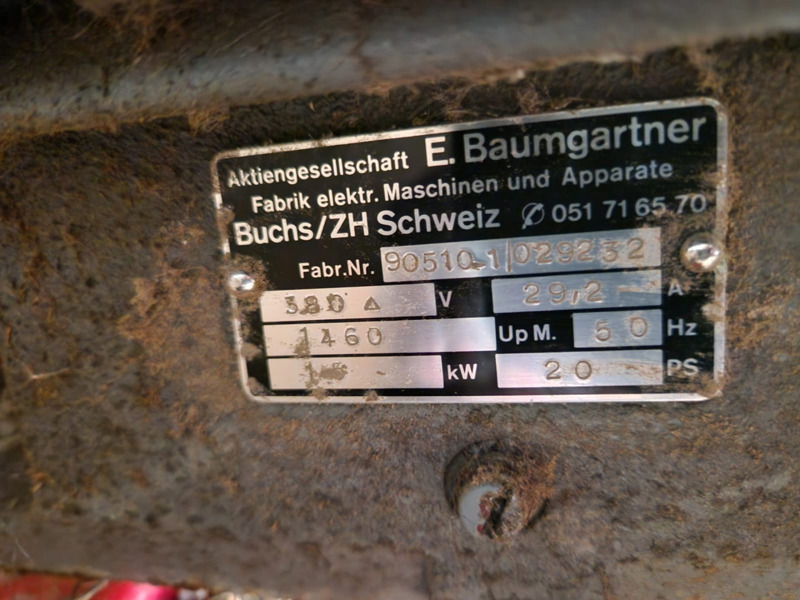 Aktiengesellschaft E. Baumgartner
Fabrik elektr. Maschinen und Apparate
Buchs/ZH Schweiz ✆ 051 71 65 70
Fabr.Nr. 90510-1/029232
380 △ V 29,2 A
1460 Up M. 50 Hz
kW 20 PS